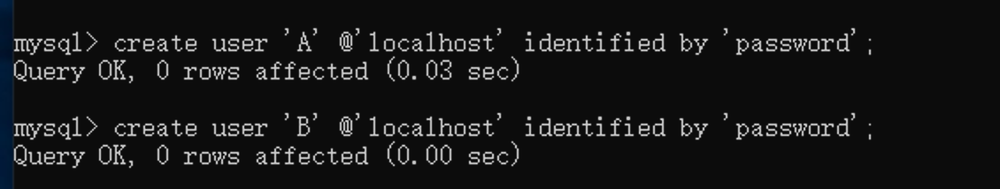 mysql> create user 'A' @'localhost' identified by 'password';
Query OK, 0 rows affected (0.03 sec)
mysql> create user 'B' @'localhost' identified by 'password';
Query OK, 0 rows affected (0.00 sec)